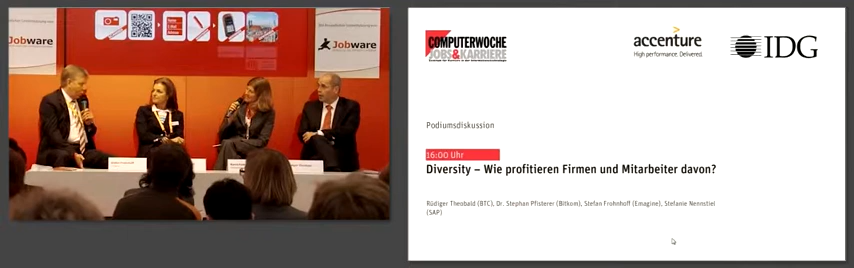 Jobware
Jobware
COMPUTERWOCHE
JOBS&KARRIERE
accenture
High performance. Delivered.
IDG
Podiumsdiskussion
16:00 Uhr
Diversity – Wie profitieren Firmen und Mitarbeiter davon?
Rüdiger Theobald (BTC), Dr. Stephan Pfisterer (Bitkom), Stefan Frohnhoff (Emagine), Stefanie Nennstiel
(SAP)